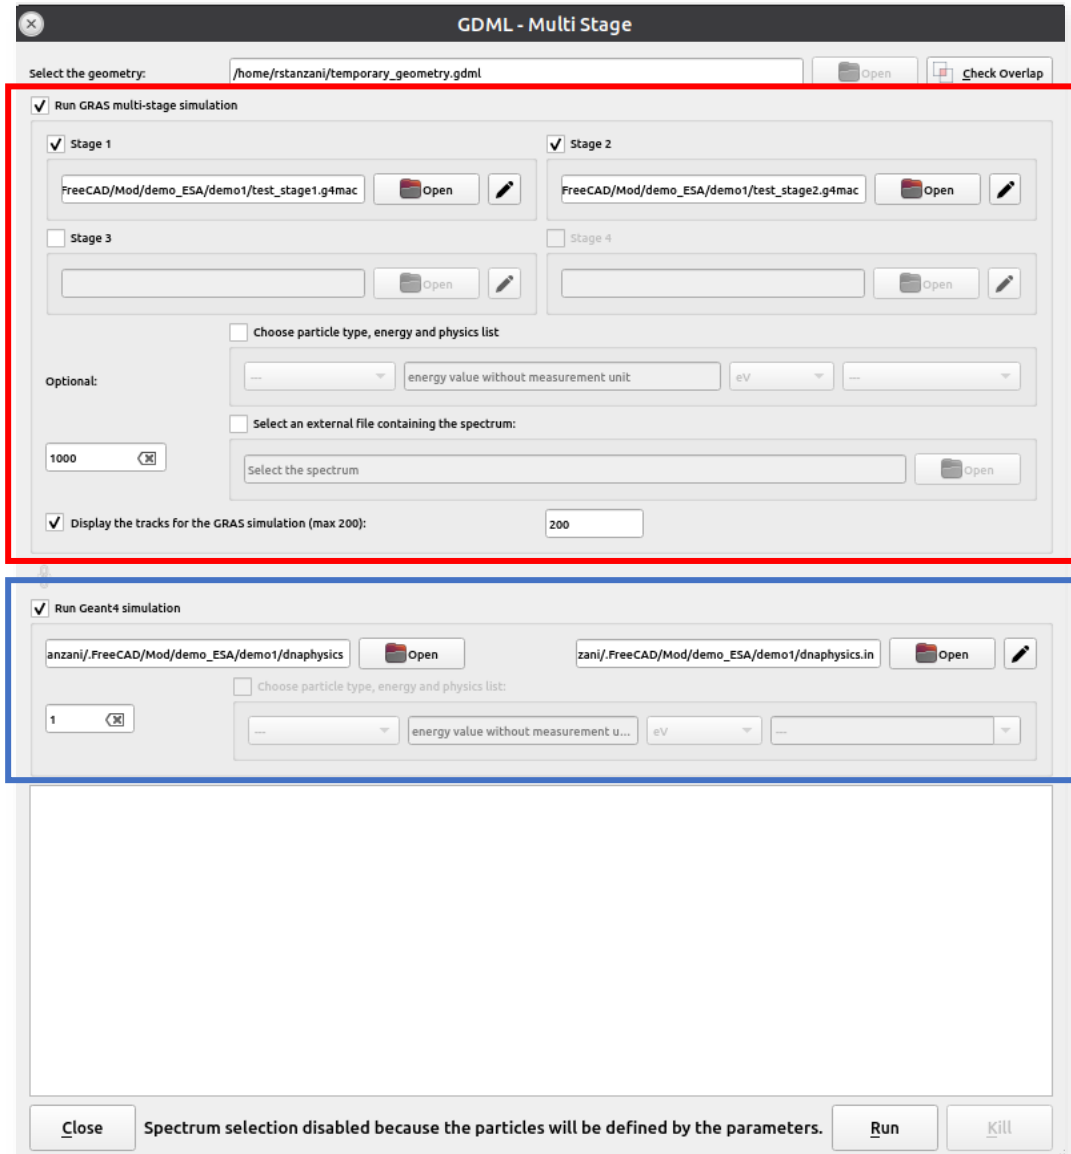 GDML - Multi Stage
Select the geometry: /home/rstanzani/temporary_geometry.gdml Open Check Overlap
Run GRAS multi-stage simulation
Stage 1 Stage 2
FreeCAD/Mod/demo_ESA/demo1/test_stage1.g4mac Open FreeCAD/Mod/demo_ESA/demo1/test_stage2.g4mac Open
Stage 3 Stage 4
Open Open
Choose particle type, energy and physics list
Optional: --- energy value without measurement unit eV ---
Select an external file containing the spectrum:
1000 Select the spectrum Open
Display the tracks for the GRAS simulation (max 200): 200
Run Geant4 simulation
anzani/.FreeCAD/Mod/demo_ESA/demo1/dnaphysics Open zani/.FreeCAD/Mod/demo_ESA/demo1/dnaphysics.in Open
Choose particle type, energy and physics list:
1 --- energy value without measurement u... eV ---
Close Spectrum selection disabled because the particles will be defined by the parameters. Run Kill